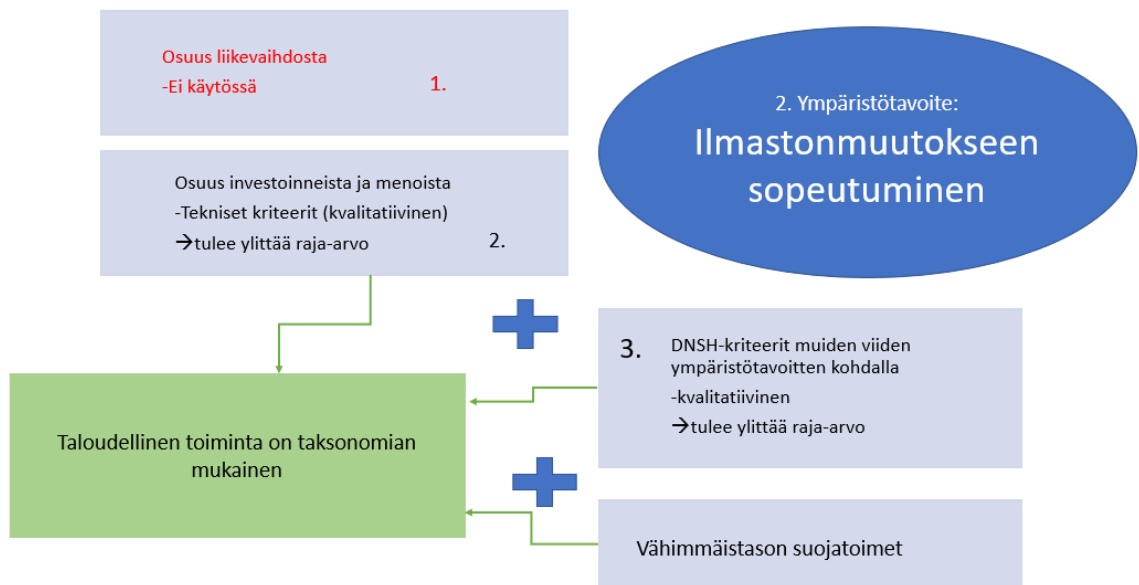 Osuus liikevaihdosta
-Ei käytössä
1.
2. Ympäristötavoite:
Ilmastonmuutokseen
sopeutuminen
Osuus investoinneista ja menoista
-Tekniset kriteerit (kvalitatiivinen)
→tulee ylittää raja-arvo
2.
3.
DNSH-kriteerit muiden viiden
ympäristötavoitten kohdalla
-kvalitatiivinen
→tulee ylittää raja-arvo
Taloudellinen toiminta on taksonomian
mukainen
Vähimmäistason suojatoimet